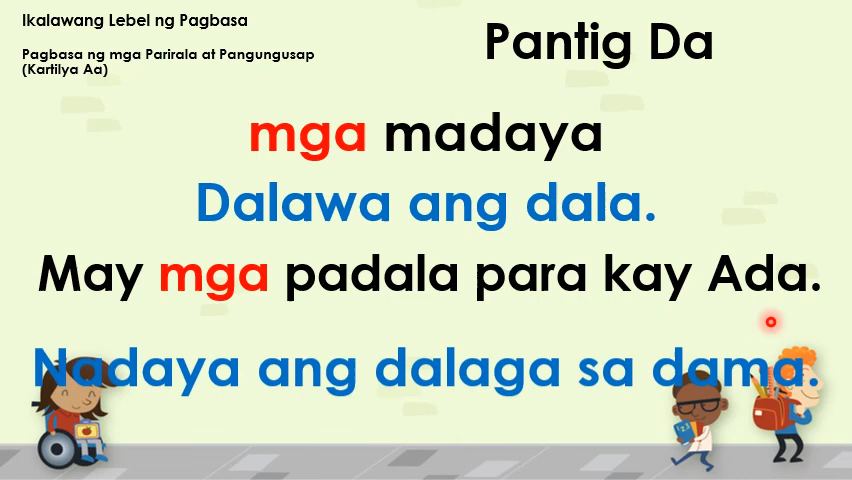 Ikalawang Lebel ng Pagbasa
Pagbasa ng mga Parirala at Pangungusap
(Kartilya Aa)
Pantig Da
mga madaya
Dalawa ang dala.
May mga padala para kay Ada.
Nadaya ang dalaga sa dama.